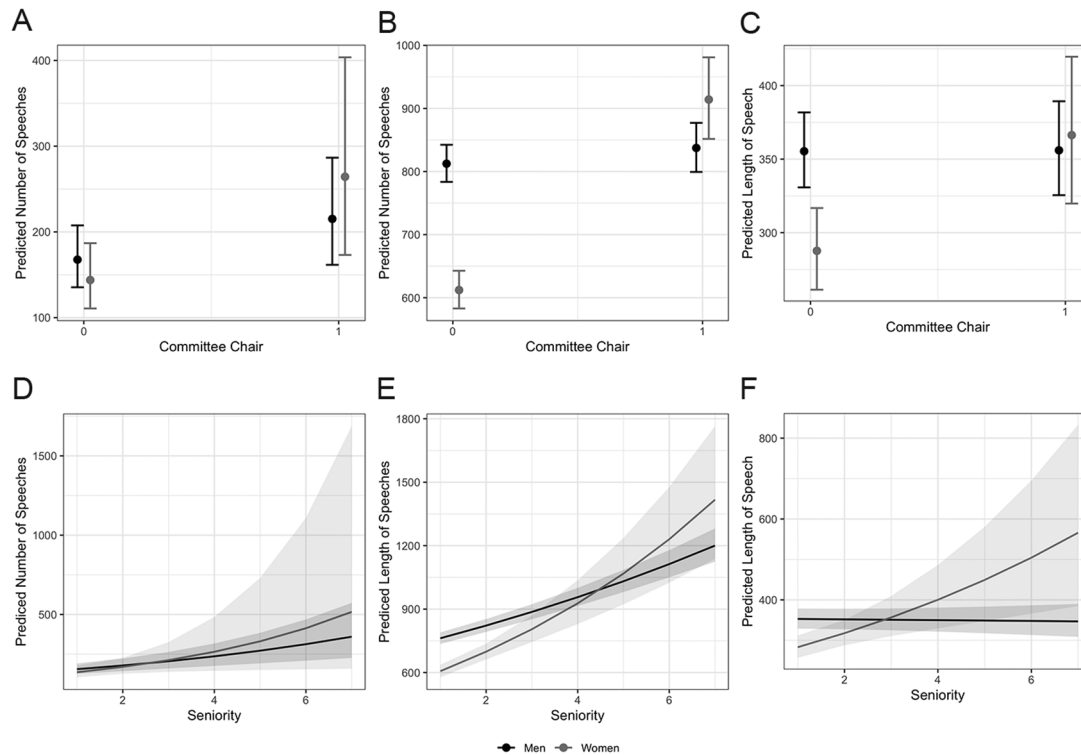 A
Predicted Number of Speeches
400
300
200
100
0
1
Committee Chair
B
Predicted Number of Speeches
1000
900
800
700
600
0
1
Committee Chair
C
Predicted Length of Speech
400
350
300
0
1
Committee Chair
D
Prediced Number of Speeches
1500
1000
500
2
4
6
Seniority
E
Prediced Length of Speeches
1800
1500
1200
900
600
2
4
6
Seniority
F
Predicted Length of Speech
800
600
400
2
4
6
Seniority
Men Women